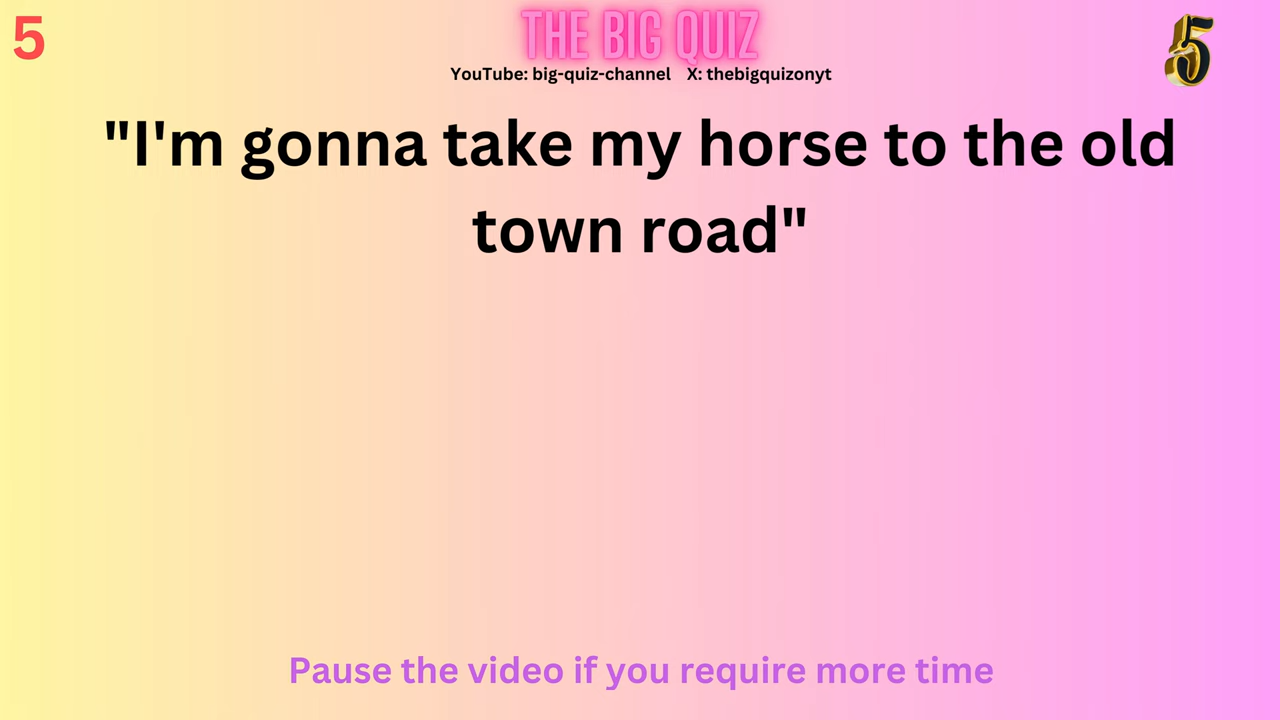 5
THE BIG QUIZ
5
YouTube: big-quiz-channel X: thebigquizonyt
"I'm gonna take my horse to the old
town road"
Pause the video if you require more time